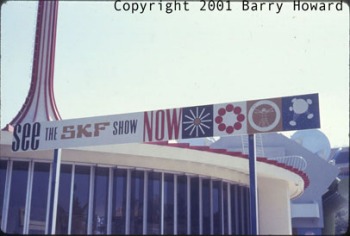 Copyright 2001 Barry Howard
SEE THE SKF SHOW NOW